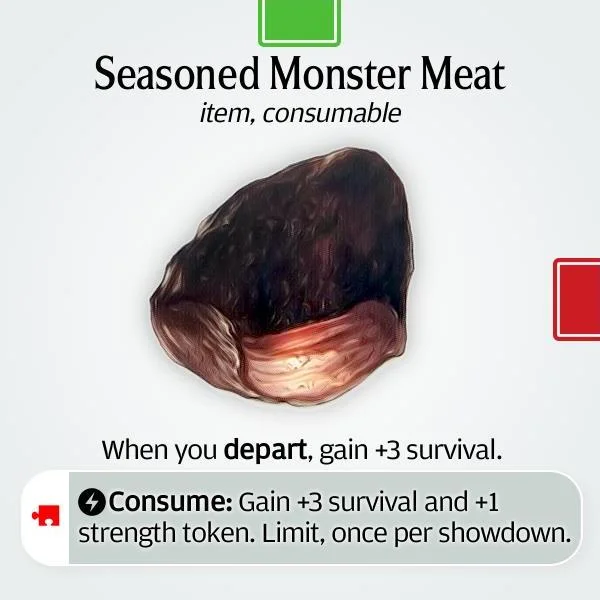 Seasoned Monster Meat
item, consumable
When you depart, gain +3 survival.
Consume: Gain +3 survival and +1
strength token. Limit, once per showdown.